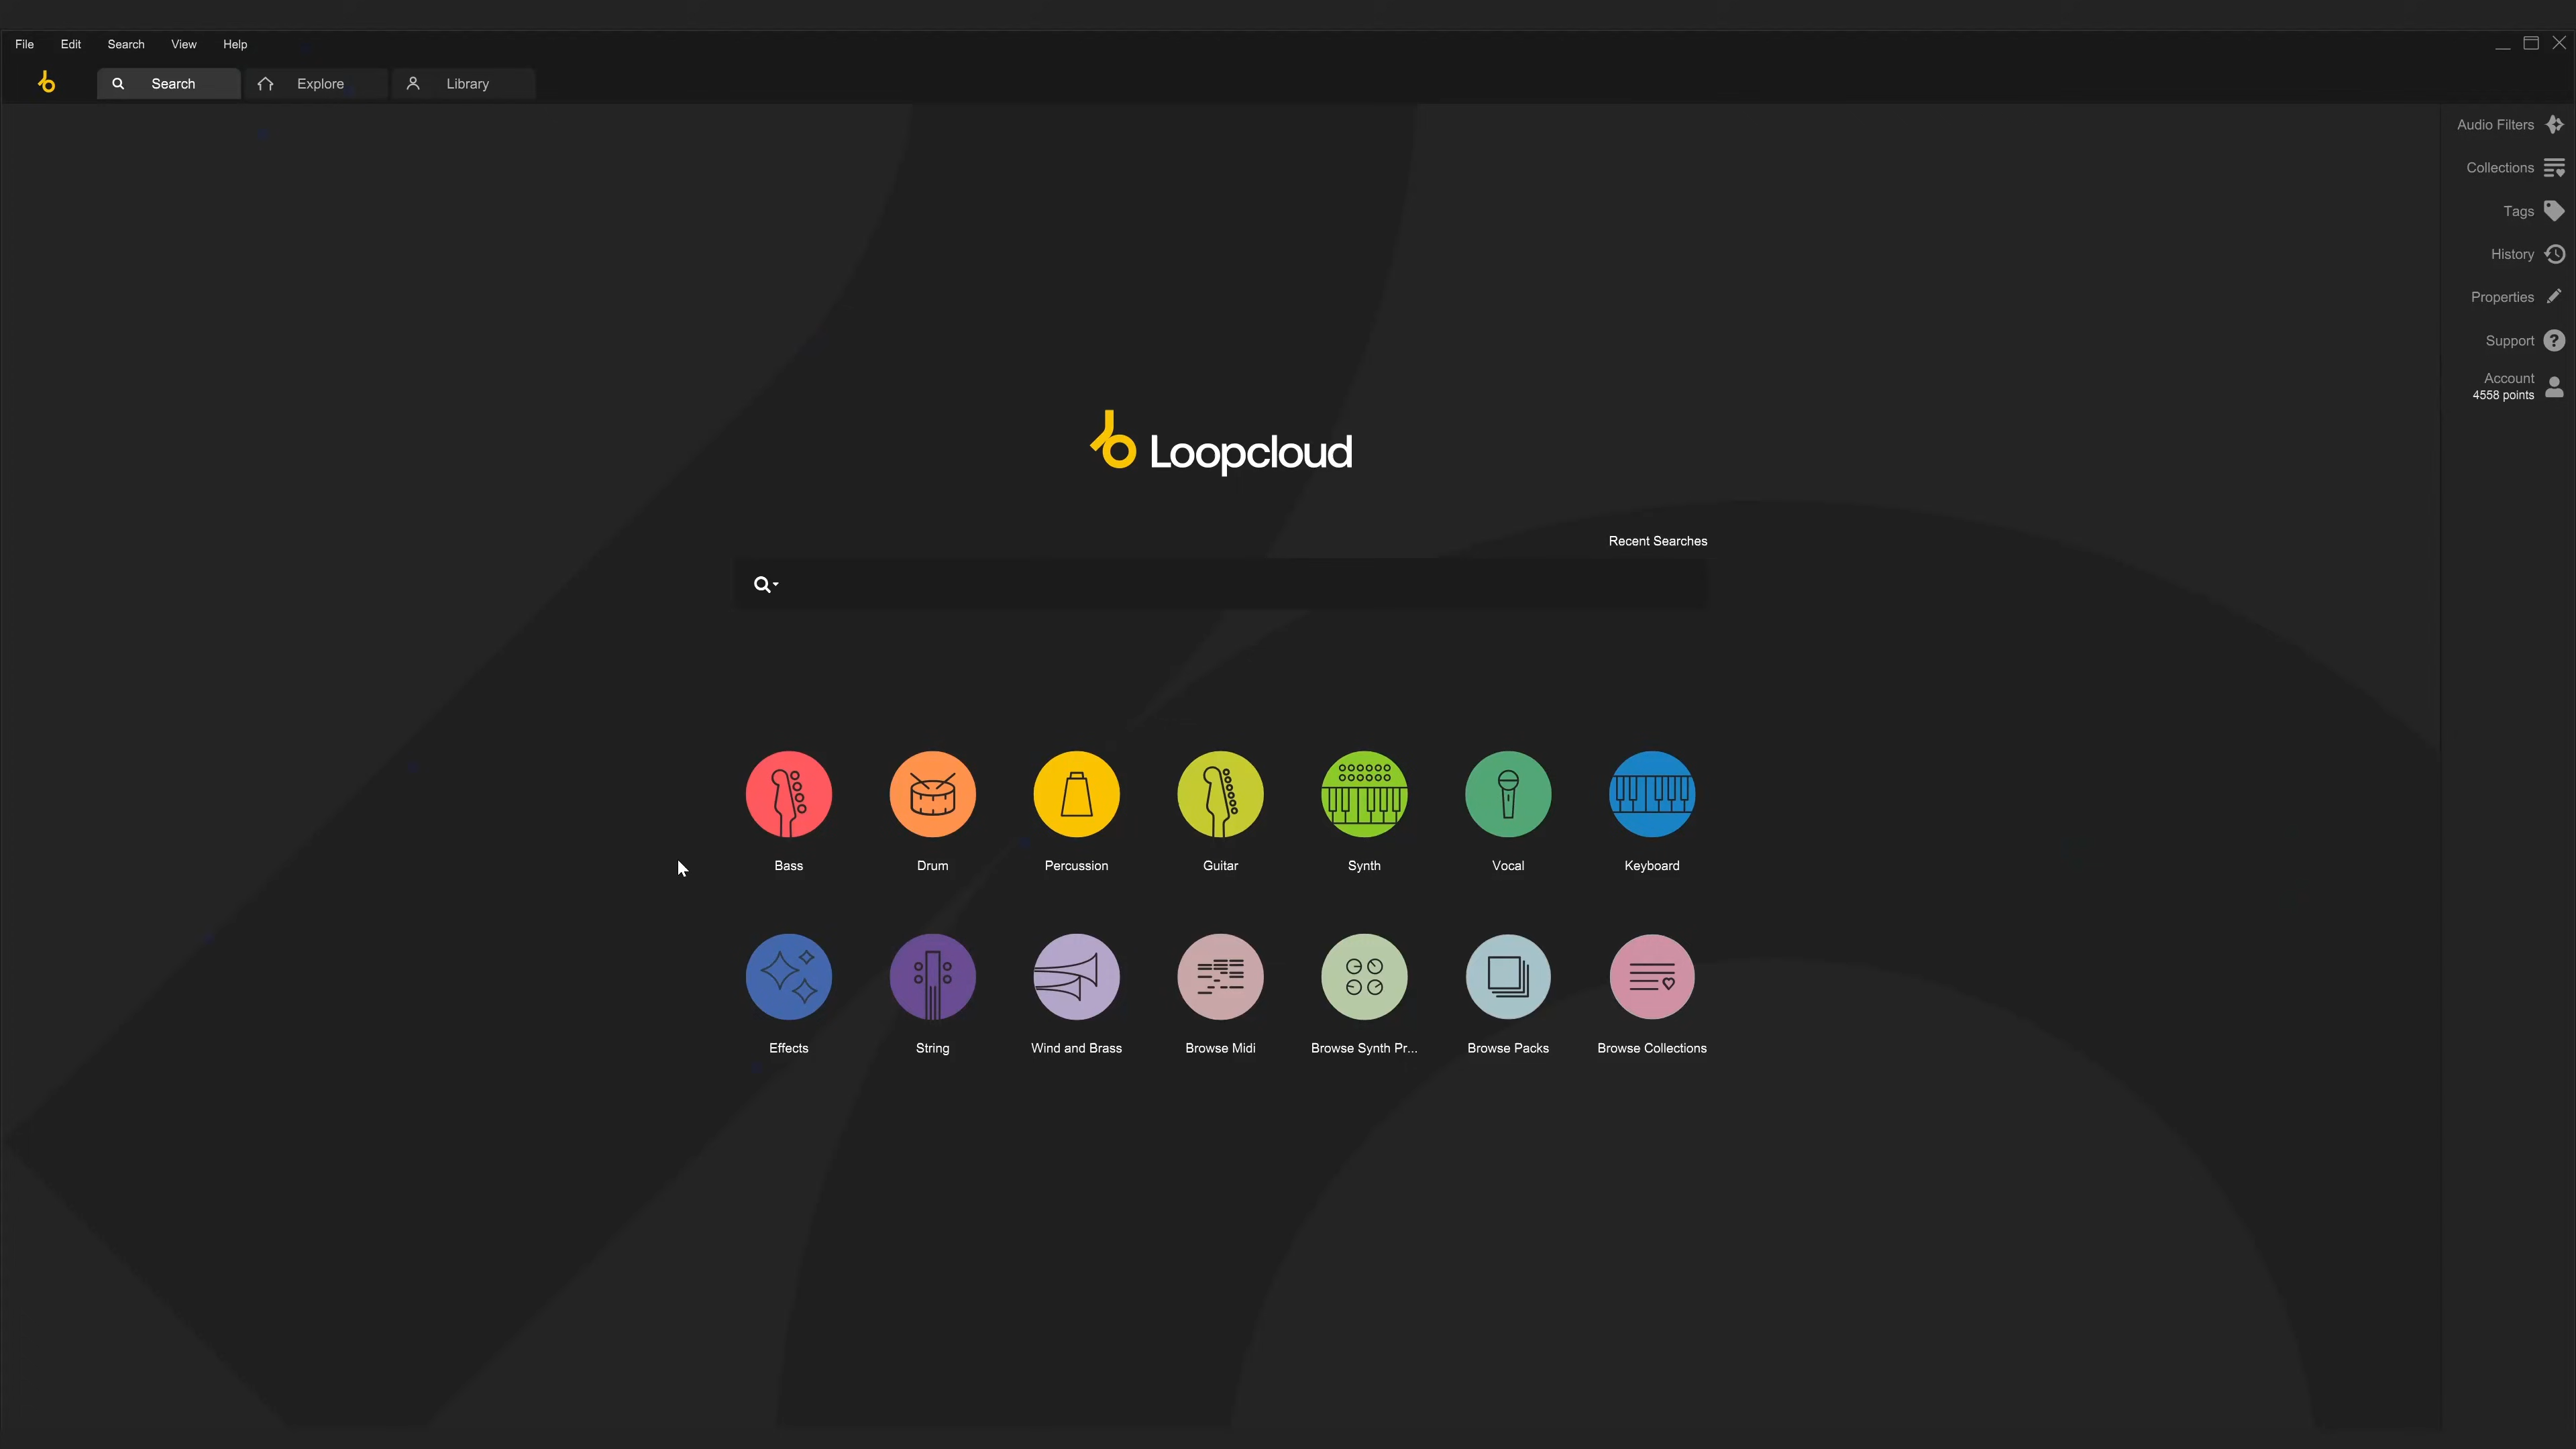 File Edit Search View Help
Search Explore Library
Audio Filters
Collections
Tags
History
Properties
Support
Account
4558 points
Loopcloud
Recent Searches
Bass Drum Percussion Guitar Synth Vocal Keyboard
Effects String Wind and Brass Browse Midi Browse Synth Pr... Browse Packs Browse Collections